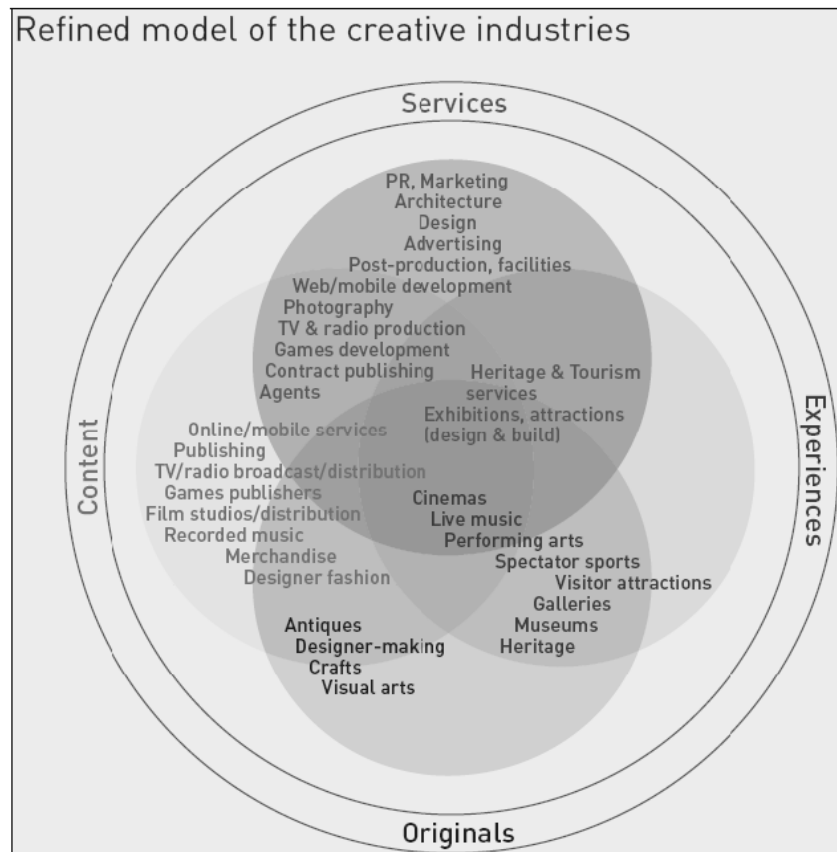 Refined model of the creative industries
Services
PR, Marketing
Architecture
Design
Advertising
Post-production, facilities
Web/mobile development
Photography
TV & radio production
Games development
Contract publishing
Agents
Heritage & Tourism
services
Exhibitions, attractions
(design & build)
Content
Online/mobile services
Publishing
TV/radio broadcast/distribution
Games publishers
Film studios/distribution
Recorded music
Merchandise
Designer fashion
Experiences
Cinemas
Live music
Performing arts
Spectator sports
Visitor attractions
Galleries
Museums
Heritage
Antiques
Designer-making
Crafts
Visual arts
Originals